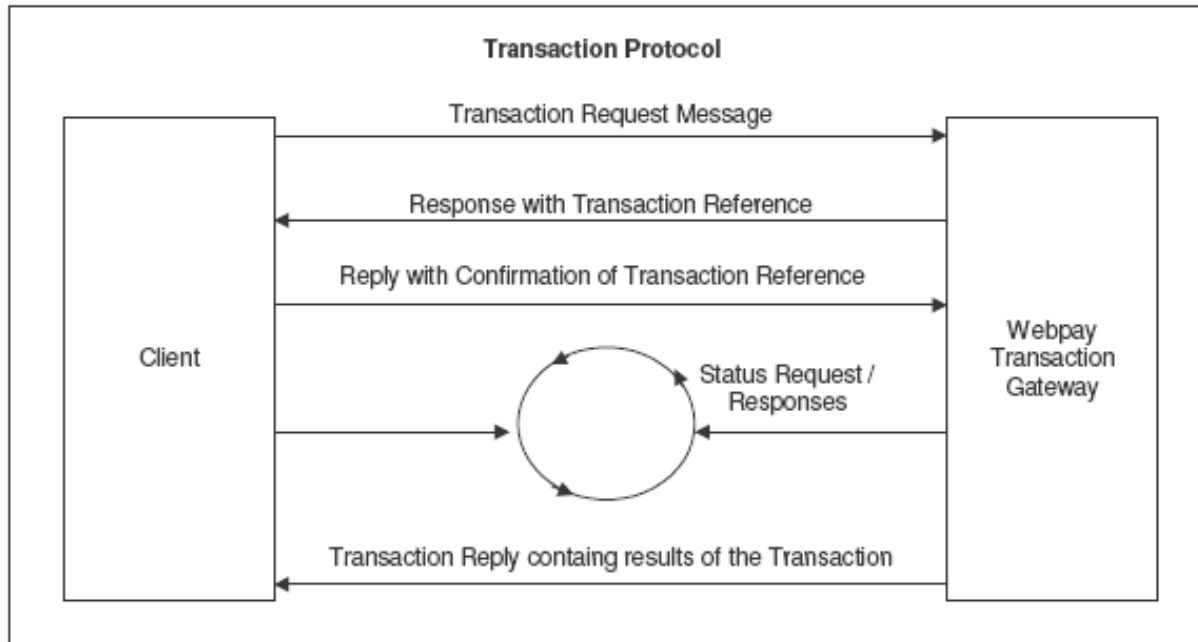 Transaction Protocol
Transaction Request Message
Response with Transaction Reference
Reply with Confirmation of Transaction Reference
Client
Webpay
Transaction
Gateway
Status Request /
Responses
Transaction Reply containg results of the Transaction